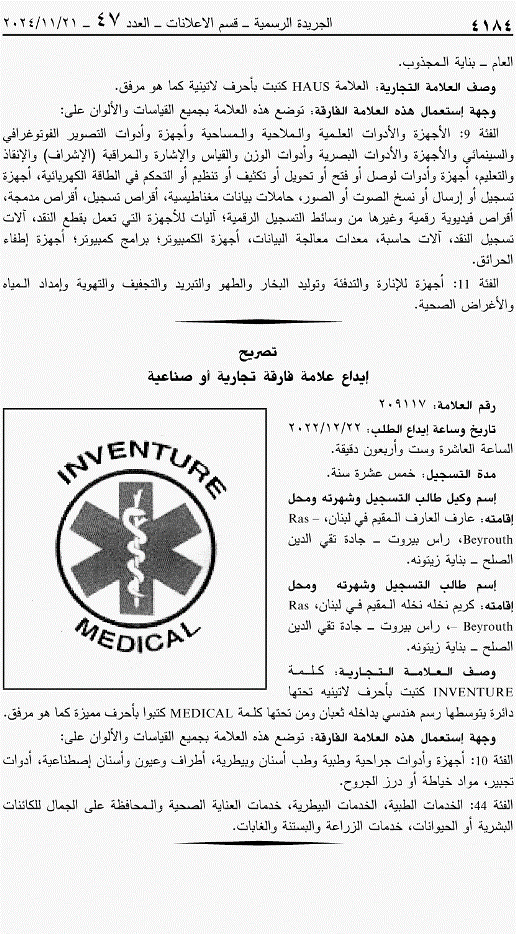 ٤١٨٤ الجريدة الرسمية ـ قسم الاعلانات ـ العدد ٤٧ ـ ٢٠٢٤/١١/٢١
العام ـ بناية المجذوب.
وصف العلامة التجارية: العلامة HAUS كتبت بأحرف لاتينية كما هو مرفق.
وجهة إستعمال هذه العلامة الفارقة: توضع هذه العلامة بجميع القياسات والألوان على:
الفئة 9: الأجهزة والأدوات العلمية والملاحية والمساحية وأجهزة وأدوات التصوير الفوتوغرافي
والسينمائي والأجهزة والأدوات البصرية وأدوات الوزن والقياس والإشارة والمراقبة (الإشراف) والإنقاذ
والتعليم، أجهزة وأدوات لوصل أو فتح أو تحويل أو تكثيف أو تنظيم أو التحكم في الطاقة الكهربائية، أجهزة
تسجيل أو إرسال أو نسخ الصوت أو الصور، حاملات بيانات مغناطيسية، أقراص تسجيل، أقراص مدمجة،
أقراص فيديوية رقمية وغيرها من وسائط التسجيل الرقمية؛ آليات للأجهزة التي تعمل بقطع النقد، آلات
تسجيل النقد، آلات حاسبة، معدات معالجة البيانات، أجهزة الكمبيوتر؛ برامج كمبيوتر؛ أجهزة إطفاء
الحرائق.
الفئة 11: أجهزة للإنارة والتدفئة وتوليد البخار والطهو والتبريد والتجفيف والتهوية وإمداد المياه
والأغراض الصحية.
تصريح
إيداع علامة فارقة تجارية أو صناعية
رقم العلامة: ٢٠٩١١٧
تاريخ وساعة إيداع الطلب: ٢٠٢٢/١٢/٢٢
الساعة العاشرة وست وأربعون دقيقة.
مدة التسجيل: خمس عشرة سنة.
إسم وكيل طالب التسجيل وشهرته ومحل
إقامته: عارف العارف المقيم في لبنان، – Ras
Beyrouth، راس بيروت ـ جادة تقي الدين
الصلح ـ بناية زيتونه.
إسم طالب التسجيل وشهرته ومحل
إقامته: كريم نخله نخله المقيم في لبنان، Ras
Beyrouth –، راس بيروت ـ جادة تقي الدين
الصلح ـ بناية زيتونه.
وصف العلامة التجارية: كلمة
INVENTURE كتبت بأحرف لاتينيه تحتها
دائرة يتوسطها رسم هندسي بداخله ثعبان ومن تحتها كلمة MEDICAL كتبوا بأحرف مميزة كما هو مرفق.
INVENTURE
MEDICAL
وجهة إستعمال هذه العلامة الفارقة: توضع هذه العلامة بجميع القياسات والألوان على:
الفئة 10: أجهزة وأدوات جراحية وطبية وطب أسنان وبيطرية، أطراف وعيون وأسنان إصطناعية، أدوات
تجبير، مواد خياطة أو درز الجروح.
الفئة 44: الخدمات الطبية، الخدمات البيطرية، خدمات العناية الصحية والمحافظة على الجمال للكائنات
البشرية أو الحيوانات، خدمات الزراعة والبستنة والغابات.